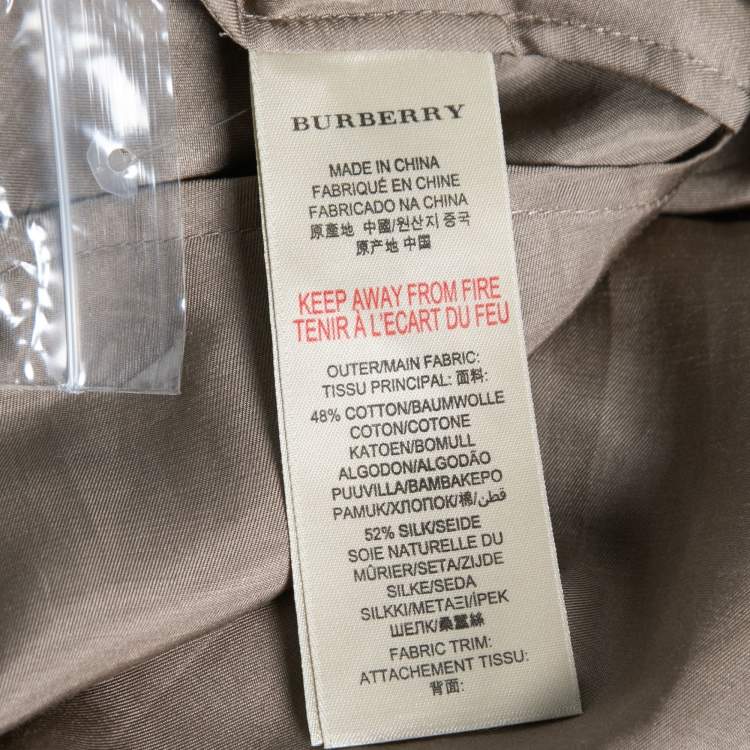 BURBERRY
MADE IN CHINA
FABRIQUÉ EN CHINE
FABRICADO NA CHINA
原產地 中國/원산지 중국
原产地 中国
KEEP AWAY FROM FIRE
TENIR À L'ECART DU FEU
OUTER/MAIN FABRIC:
TISSU PRINCIPAL: 面料:
48% COTTON/BAUMWOLLE
COTON/COTONE
KATOEN/BOMULL
ALGODON/ALGODÃO
PUUVILLA/BAMBAKEPO
PAMUK/ХЛОПОК/棉/قطن/
52% SILK/SEIDE
SOIE NATURELLE DU
MÛRIER/SETA/ZIJDE
SILKE/SEDA
SILKKI/ΜΕΤΑΞΙ/İPEK
ШЕЛК/桑蠶絲
FABRIC TRIM:
ATTACHEMENT TISSU:
背面: